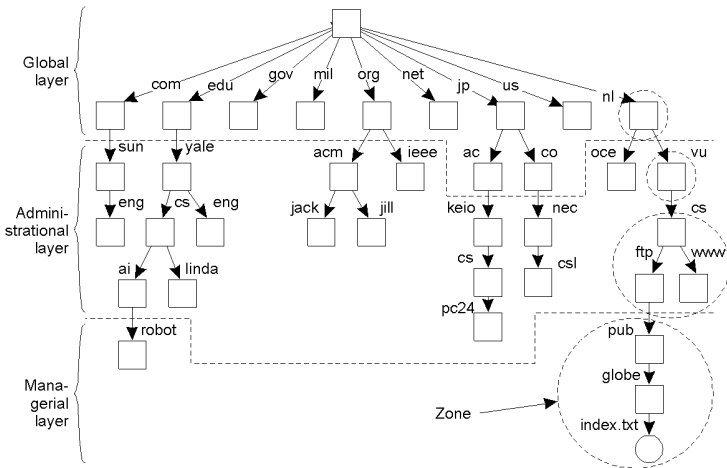 Global
layer
com
edu
gov
mil
org
net
jp
us
nl
sun
yale
acm
ieee
ac
co
oce
vu
Adminis-
trational
layer
eng
cs
eng
jack
jill
keio
nec
cs
ai
linda
cs
csl
ftp
www
pc24
robot
pub
Mana-
gerial
layer
globe
Zone
index.txt